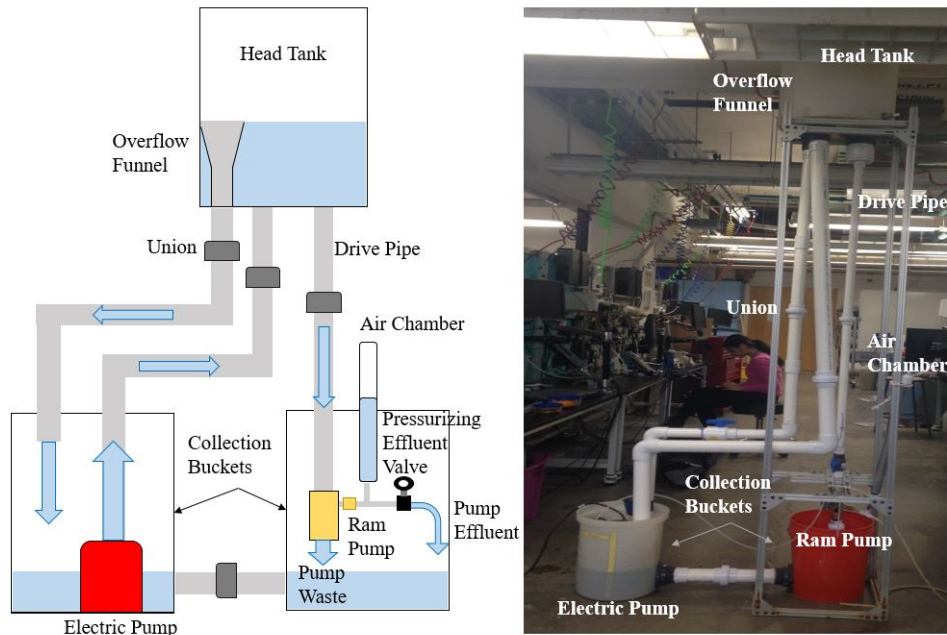 Head Tank
Overflow
Funnel
Union
Drive Pipe
Air Chamber
Pressurizing
Effluent
Valve
Collection
Buckets
Ram
Pump
Pump
Effluent
Pump
Waste
Electric Pump
Head Tank
Overflow
Funnel
Drive Pipe
Union
Air
Chamber
Collection
Buckets
Ram Pump
Electric Pump